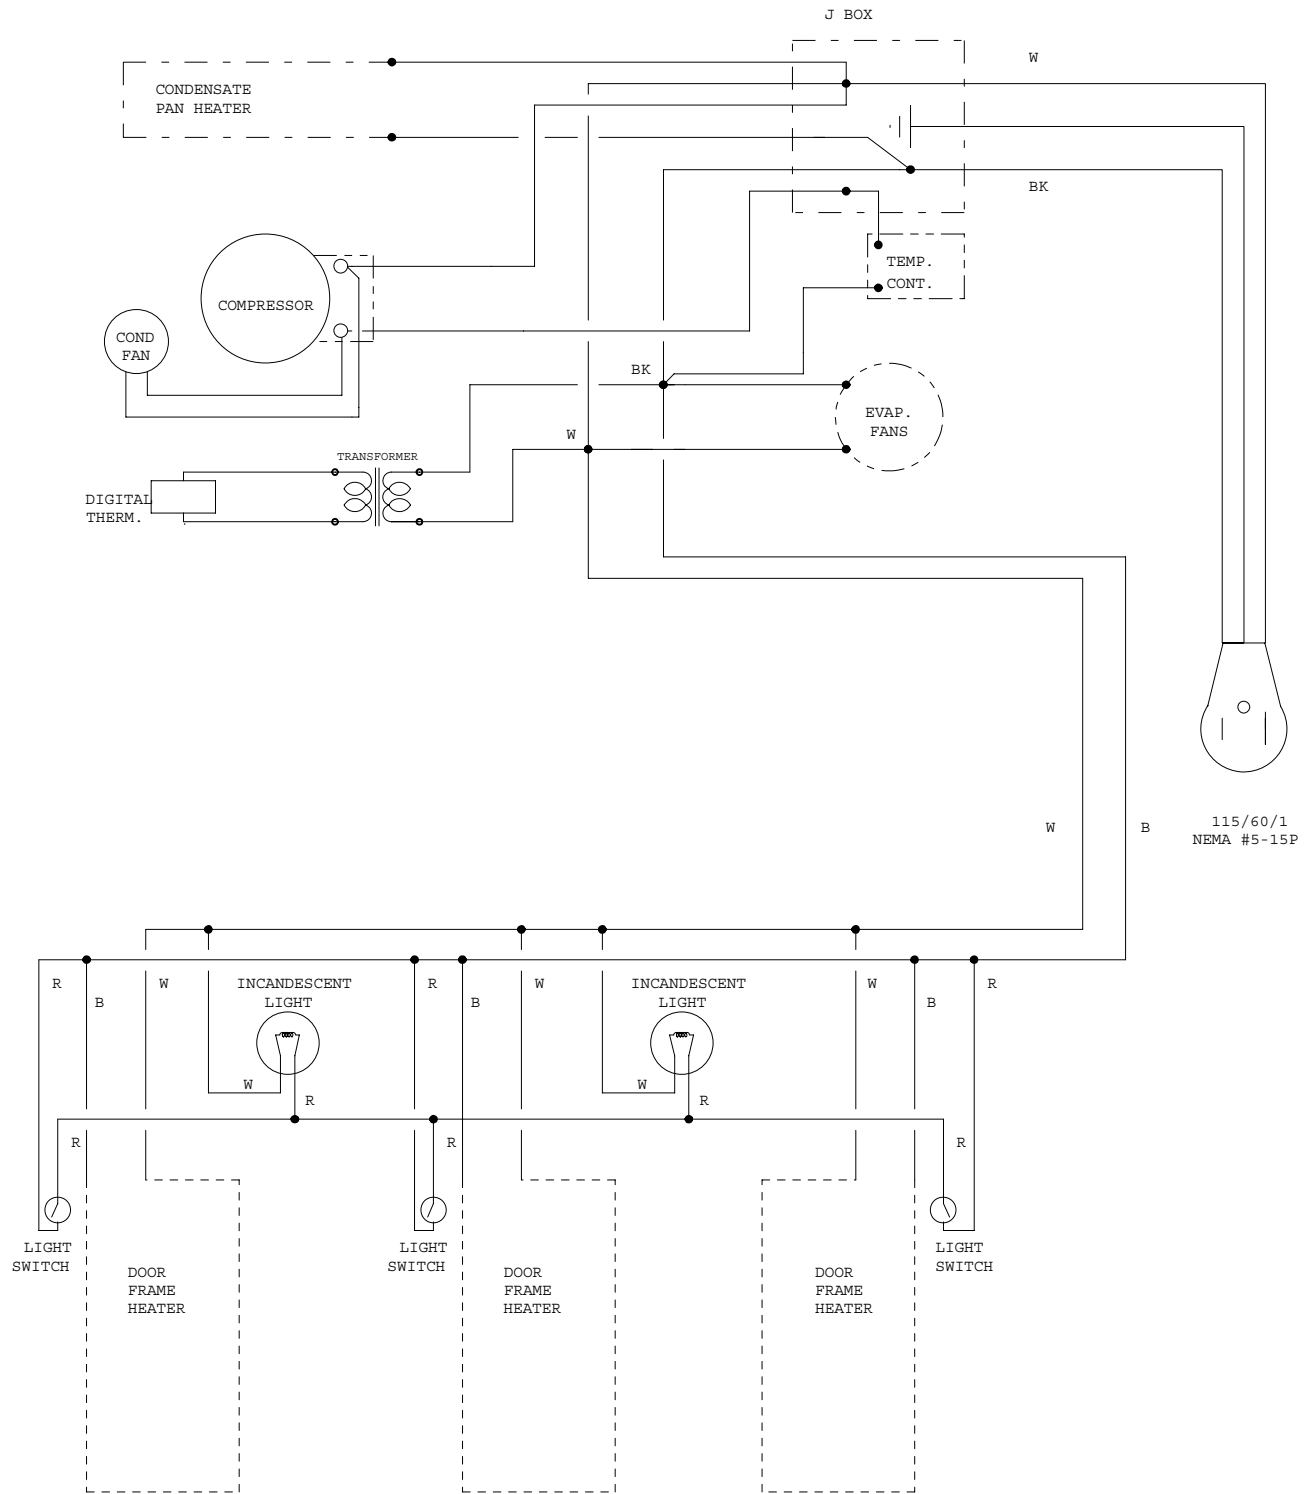 J BOX
W
CONDENSATE
PAN HEATER
BK
TEMP.
CONT.
COMPRESSOR
COND
FAN
BK
EVAP.
FANS
W
TRANSFORMER
DIGITAL
THERM.
115/60/1
NEMA #5-15P
W
B
R
W
INCANDESCENT
LIGHT
R
W
INCANDESCENT
LIGHT
W
R
B
B
B
W
R
W
R
R
R
R
LIGHT
SWITCH
LIGHT
SWITCH
LIGHT
SWITCH
DOOR
FRAME
HEATER
DOOR
FRAME
HEATER
DOOR
FRAME
HEATER